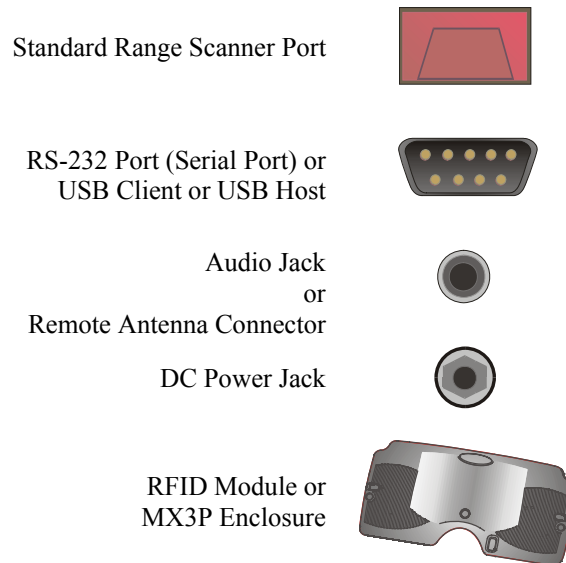 Standard Range Scanner Port
RS-232 Port (Serial Port) or
USB Client or USB Host
Audio Jack
or
Remote Antenna Connector
DC Power Jack
RFID Module or
MX3P Enclosure